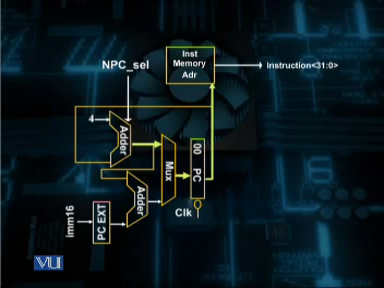 Inst
Memory
Adr
NPC_sel
Instruction<31:0>
4
Adder
Mux
00
PC
Adder
Clk
imm16
PC EXT
VU